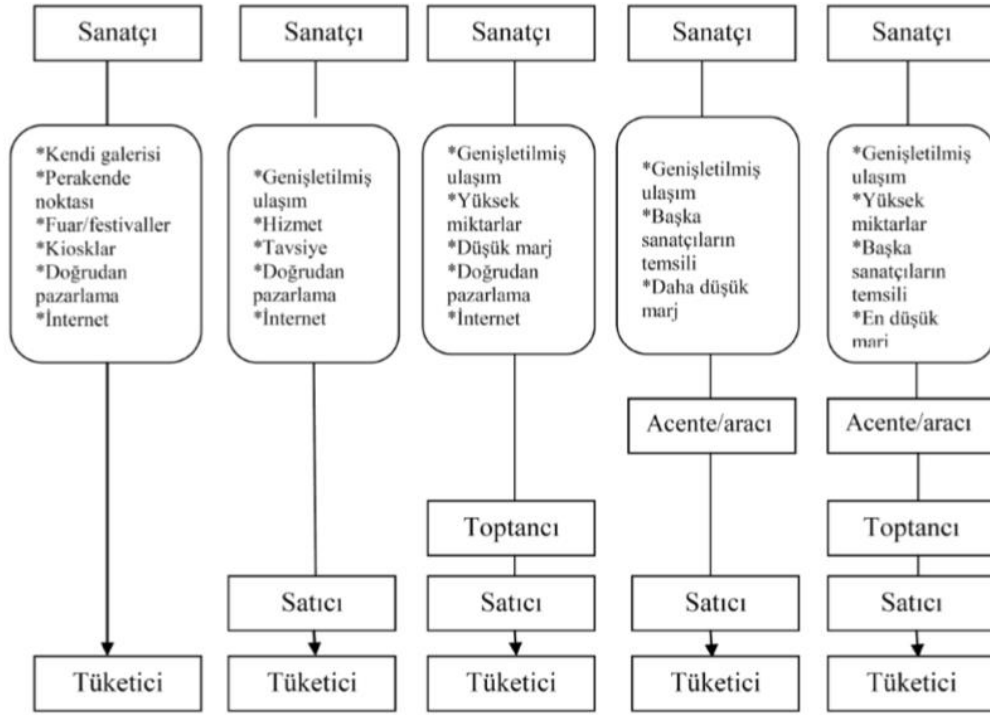 Sanatçı
Sanatçı
Sanatçı
Sanatçı
Sanatçı
*Kendi galerisi
*Perakende
noktası
*Fuar/festivaller
*Kiosklar
*Doğrudan
pazarlama
*İnternet
*Genişletilmiş
ulaşım
*Hizmet
*Tavsiye
*Doğrudan
pazarlama
*İnternet
*Genişletilmiş
ulaşım
*Yüksek
miktarlar
*Düşük marj
*Doğrudan
pazarlama
*İnternet
*Genişletilmiş
ulaşım
*Başka
sanatçıların
temsili
*Daha düşük
marj
*Genişletilmiş
ulaşım
*Yüksek
miktarlar
*Başka
sanatçıların
temsili
*En düşük
marj
Acente/aracı
Acente/aracı
Toptancı
Toptancı
Satıcı
Satıcı
Satıcı
Satıcı
Tüketici
Tüketici
Tüketici
Tüketici
Tüketici